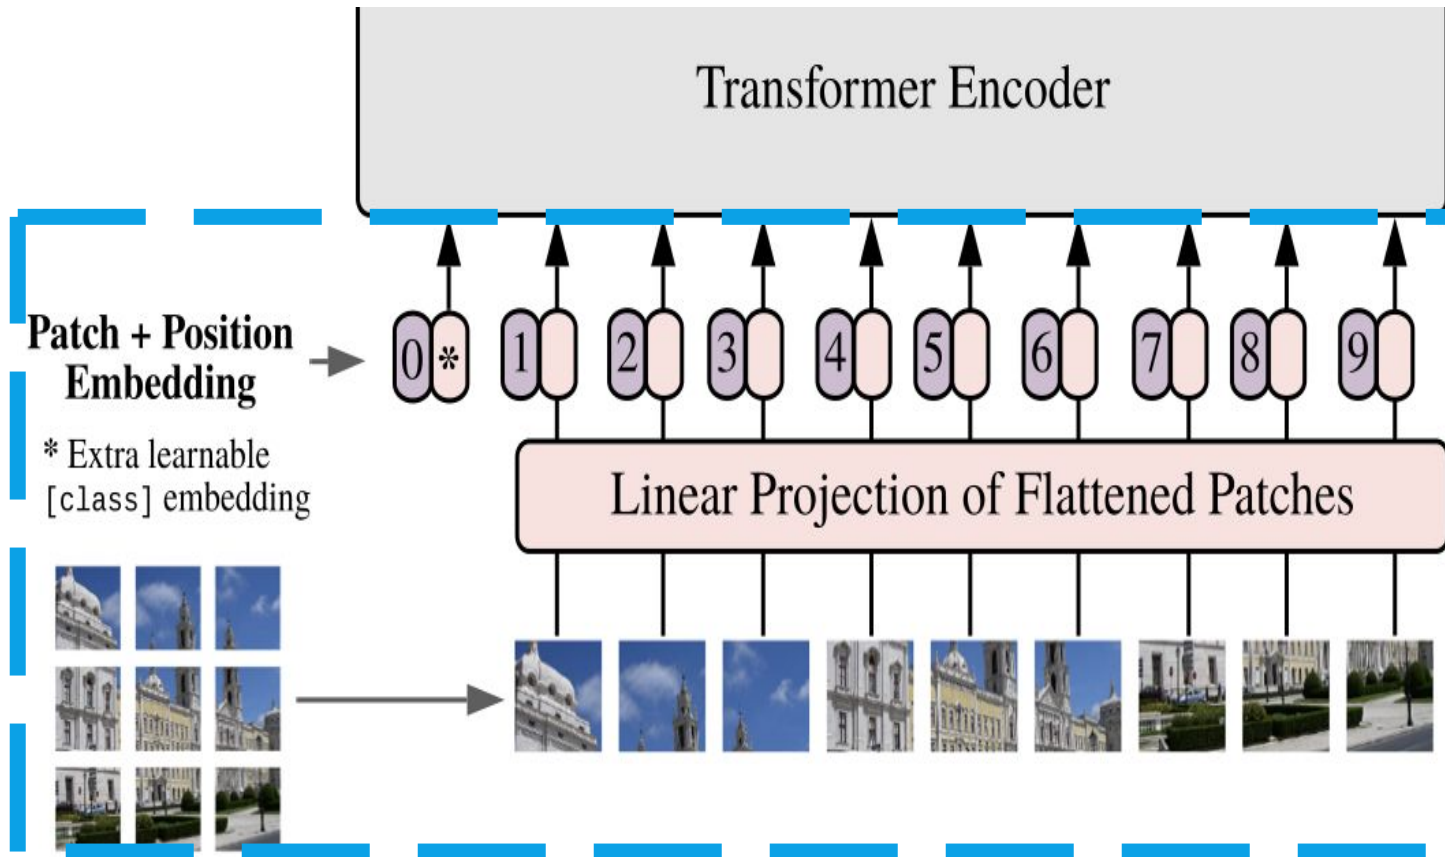 Transformer Encoder
Patch + Position
Embedding
0 * 1 2 3 4 5 6 7 8 9
* Extra learnable
[class] embedding
Linear Projection of Flattened Patches